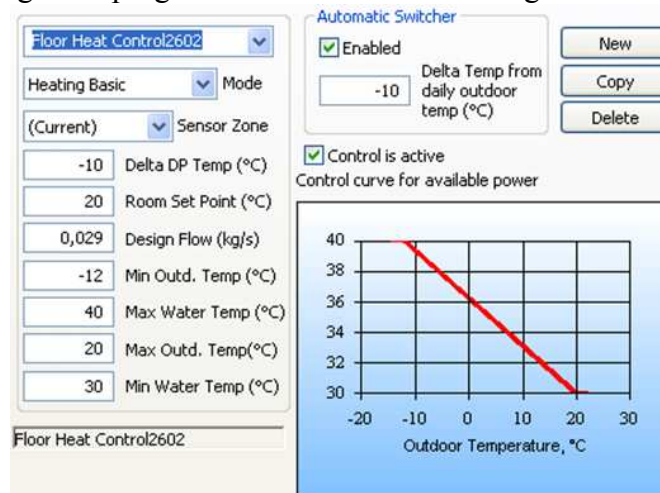 Floor Heat Control2602
Heating Basic Mode
(Current) Sensor Zone
-10 Delta DP Temp (°C)
20 Room Set Point (°C)
0,029 Design Flow (kg/s)
-12 Min Outd. Temp (°C)
40 Max Water Temp (°C)
20 Max Outd. Temp(°C)
30 Min Water Temp (°C)
Floor Heat Control2602
Automatic Switcher
Enabled
-10 Delta Temp from
daily outdoor
temp (°C)
New
Copy
Delete
Control is active
Control curve for available power
40
38
36
34
32
30
-20 -10 0 10 20 30
Outdoor Temperature, °C